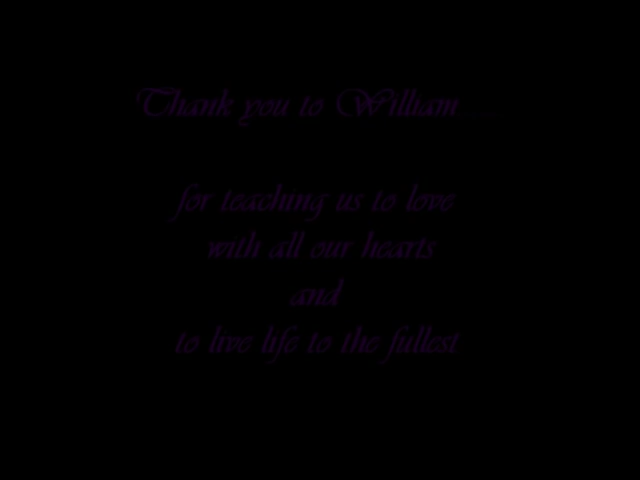 Thank you to William...
for teaching us to love
with all our hearts
and
to live life to the fullest